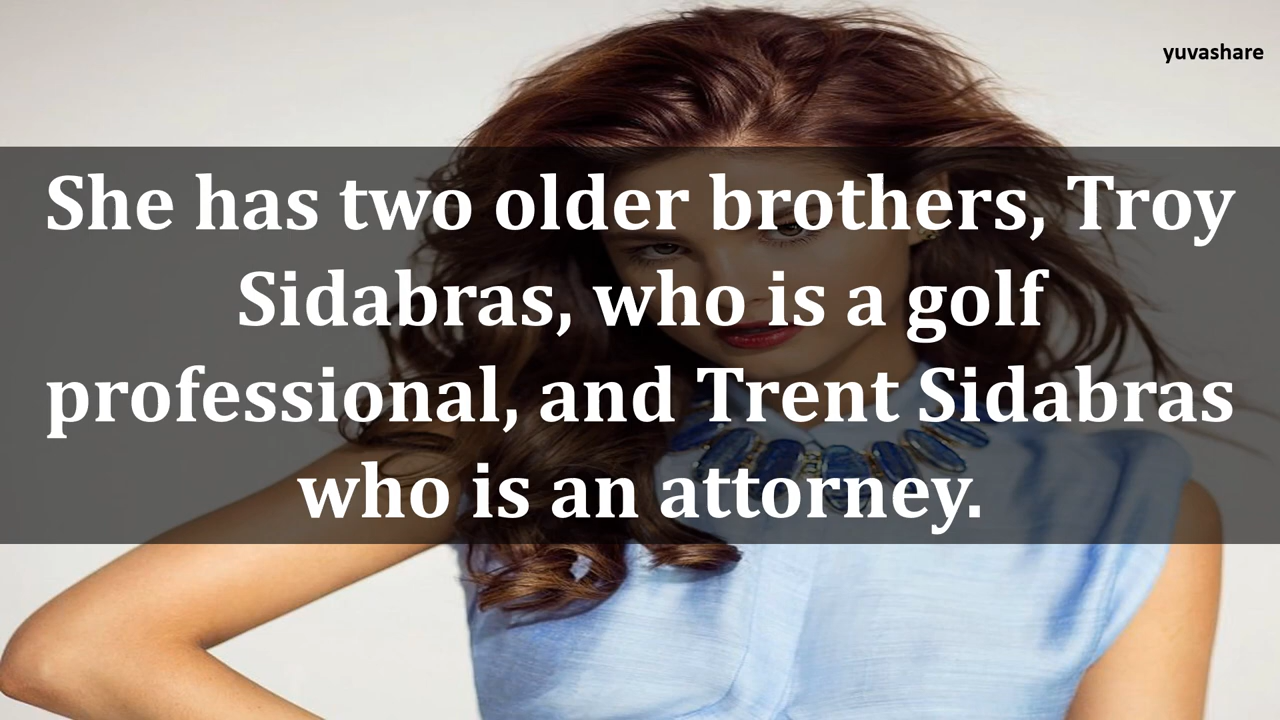 yuvashare
She has two older brothers, Troy
Sidabras, who is a golf
professional, and Trent Sidabras
who is an attorney.